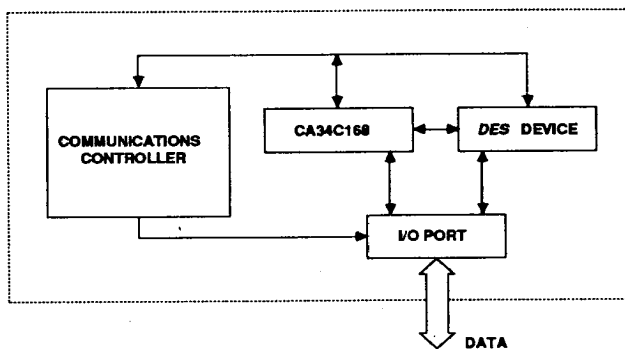 COMMUNICATIONS
CONTROLLER
CA34C168
DES DEVICE
I/O PORT
DATA